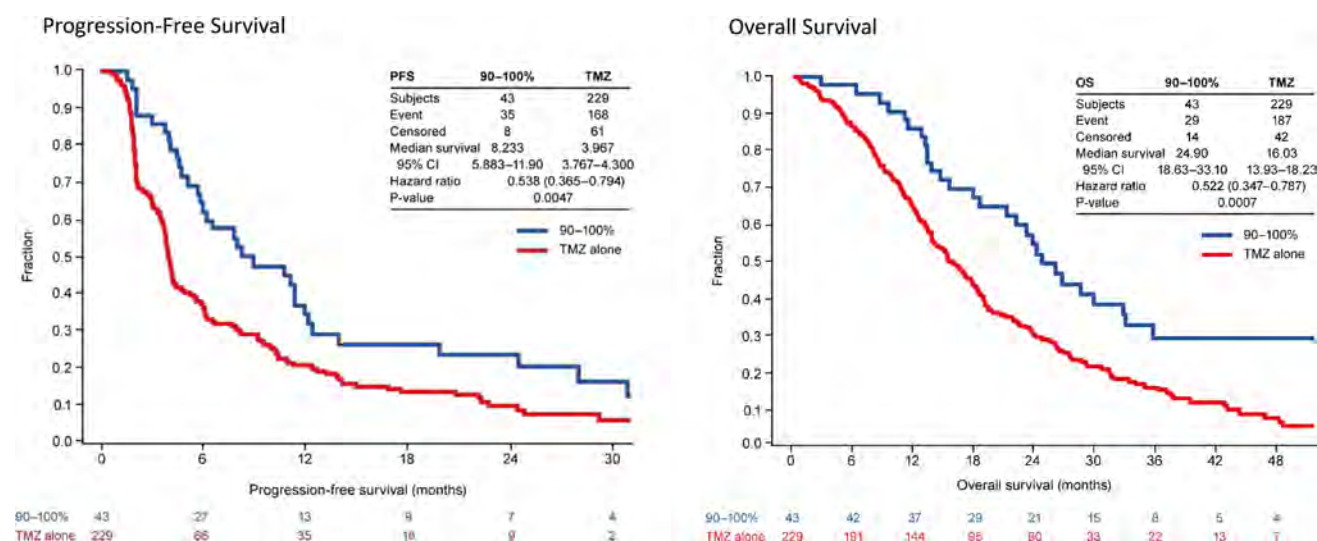 Progression-Free Survival
PFS 90–100% TMZ
Subjects 43 229
Event 35 168
Censored 8 61
Median survival 8.233 3.967
95% CI 5.883–11.90 3.767–4.300
Hazard ratio 0.538 (0.365–0.794)
P-value 0.0047
90–100%
TMZ alone
Fraction
1.0
0.9
0.8
0.7
0.6
0.5
0.4
0.3
0.2
0.1
0.0
0 6 12 18 24 30
Progression-free survival (months)
90–100% 43 27 13 9 7 4
TMZ alone 229 66 35 18 9 2
Overall Survival
OS 90–100% TMZ
Subjects 43 229
Event 29 187
Censored 14 42
Median survival 24.90 16.03
95% CI 18.63–33.10 13.93–18.23
Hazard ratio 0.522 (0.347–0.787)
P-value 0.0007
90–100%
TMZ alone
Fraction
1.0
0.9
0.8
0.7
0.6
0.5
0.4
0.3
0.2
0.1
0.0
0 6 12 18 24 30 36 42 48
Overall survival (months)
90–100% 43 42 37 29 21 15 8 5 4
TMZ alone 229 191 144 33 22 13 7